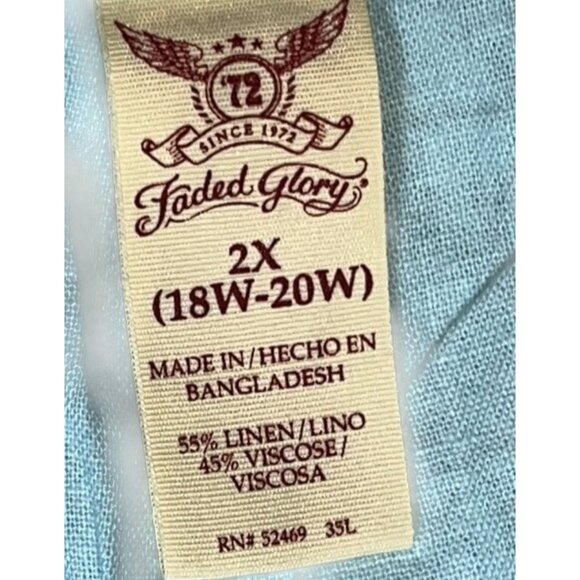 '72
SINCE 1972
Faded Glory®
2X
(18W-20W)
MADE IN/HECHO EN
BANGLADESH
55% LINEN/LINO
45% VISCOSE/
VISCOSA
RN# 52469 35L